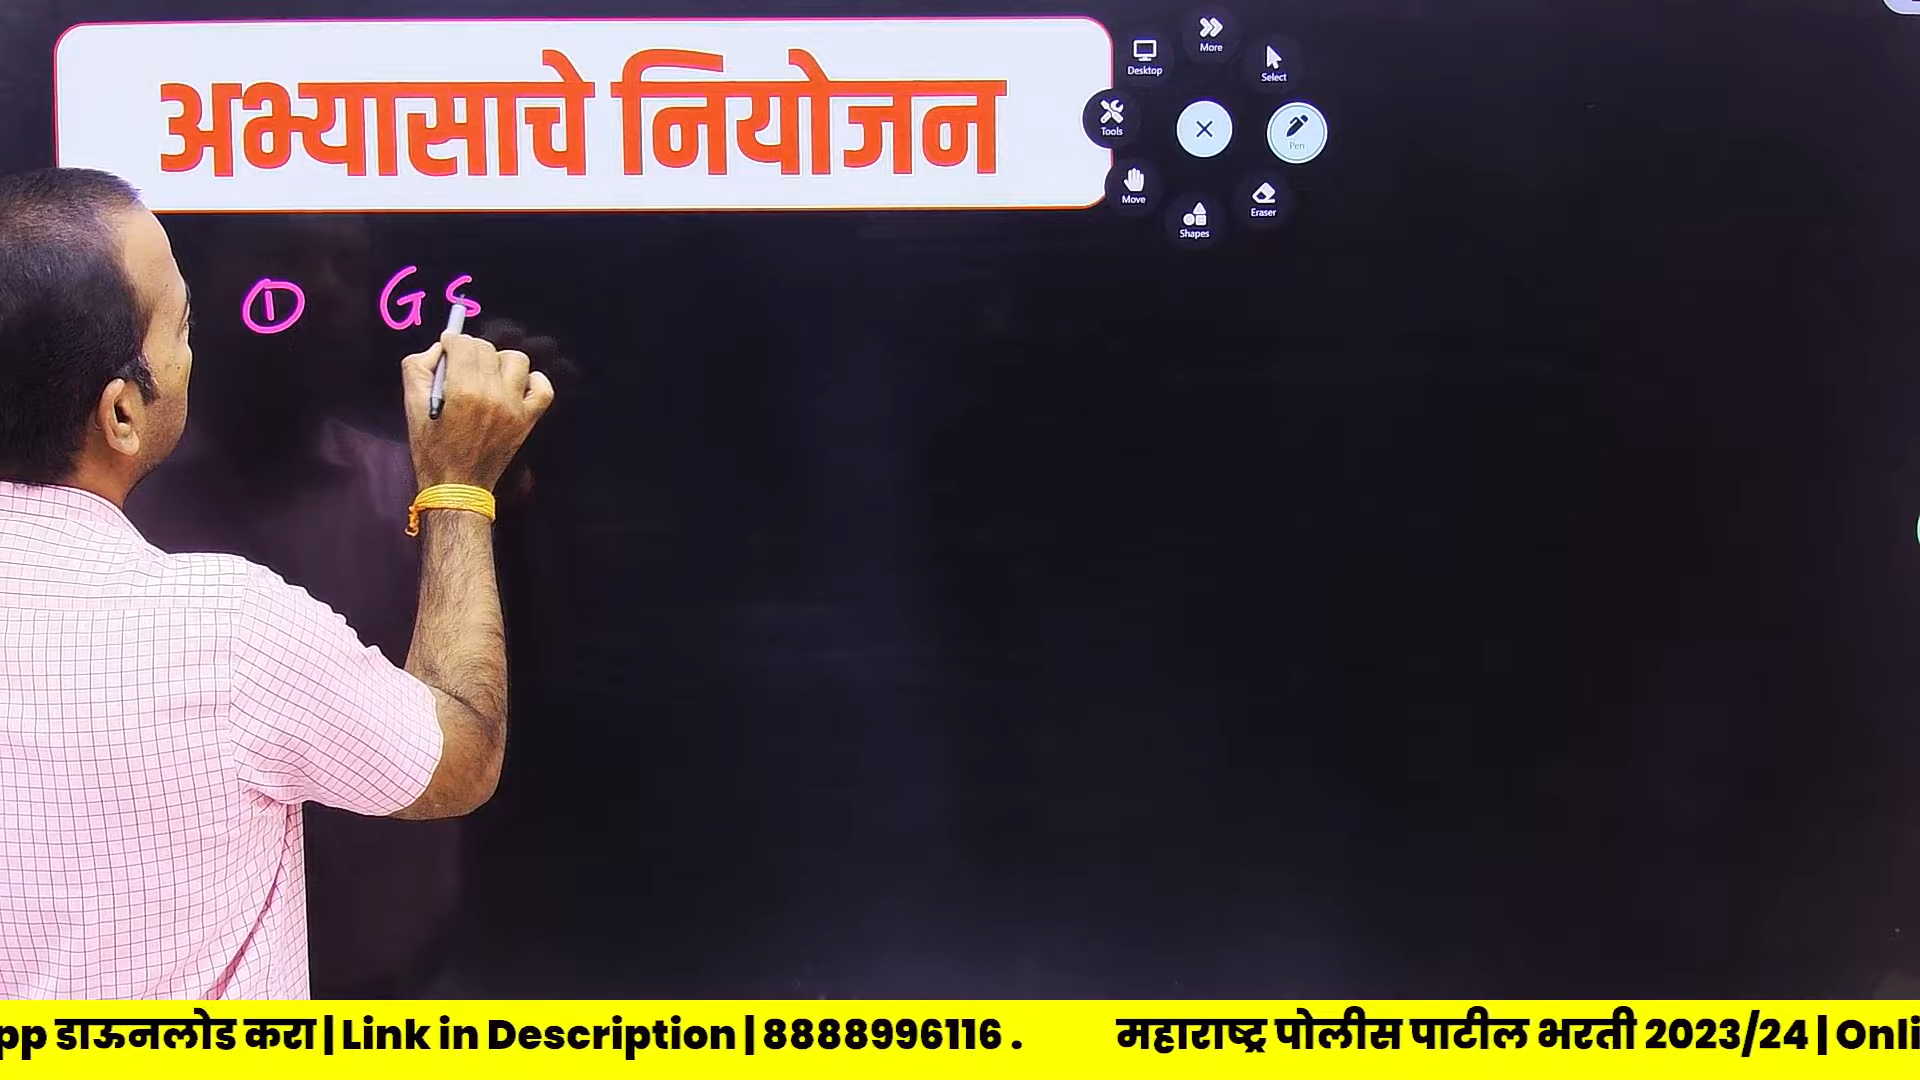 अभ्यासाचे नियोजन
Desktop
More
Select
Tools
Pen
Move
Shapes
Eraser
① GS
pp डाऊनलोड करा | Link in Description | 8888996116 . महाराष्ट्र पोलीस पाटील भरती 2023/24 | Onli